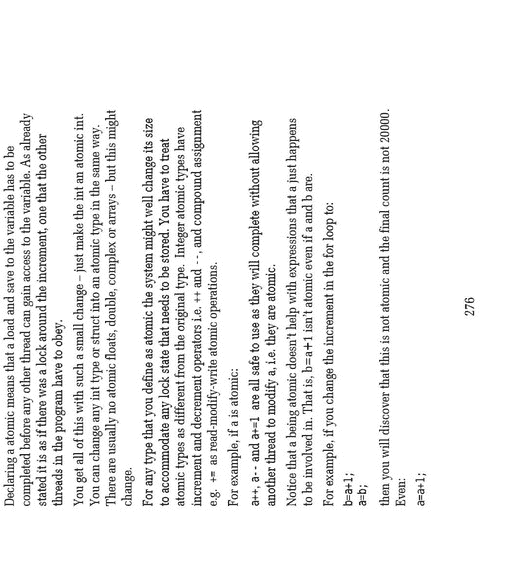 Declaring a atomic means that a load and save to the variable has to be
completed before any other thread can gain access to the variable. As already
stated it is as if there was a lock around the increment, one that the other
threads in the program have to obey.
You get all of this with such a small change – just make the int an atomic int.
You can change any int type or struct into an atomic type in the same way.
There are usually no atomic floats, double, complex or arrays – but this might
change.
For any type that you define as atomic the system might well change its size
to accommodate any lock state that needs to be stored. You have to treat
atomic types as different from the original type. Integer atomic types have
increment and decrement operators i.e. ++ and --, and compound assignment
e.g. += as read-modify-write atomic operations.
For example, if a is atomic:
a++, a-- and a+=1 are all safe to use as they will complete without allowing
another thread to modify a, i.e. they are atomic.
Notice that a being atomic doesn't help with expressions that a just happens
to be involved in. That is, b=a+1 isn't atomic even if a and b are.
For example, if you change the increment in the for loop to:
b=a+1;
a=b;
then you will discover that this is not atomic and the final count is not 20000.
Even:
a=a+1;
276